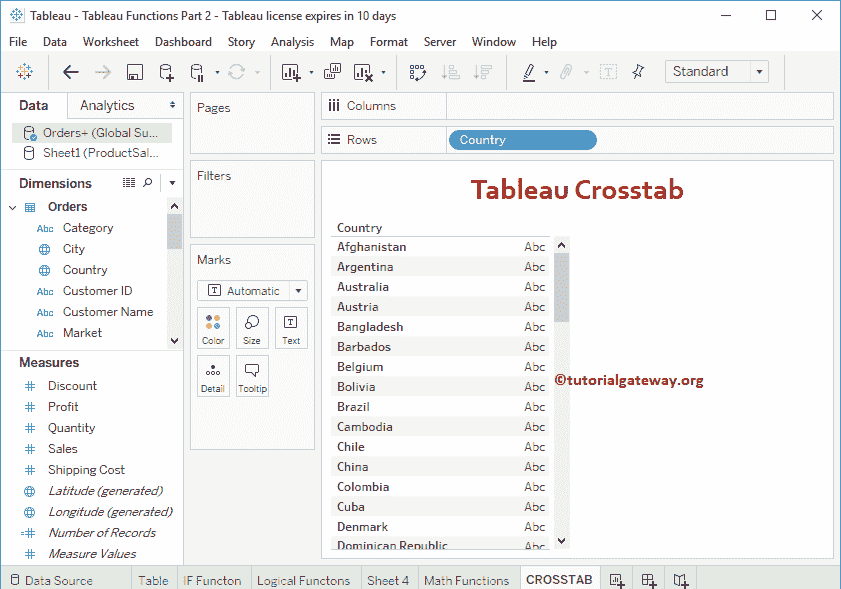 Tableau - Tableau Functions Part 2 - Tableau license expires in 10 days
File Data Worksheet Dashboard Story Analysis Map Format Server Window Help
Standard
Data Analytics
Orders+ (Global Su...
Sheet1 (ProductSal...
Dimensions
Orders
Abc Category
City
Country
Abc Customer ID
Abc Customer Name
Abc Market
Measures
# Discount
# Profit
# Quantity
# Sales
# Shipping Cost
Latitude (generated)
Longitude (generated)
=# Number of Records
# Measure Values
Pages
Filters
Marks
T Automatic
Color Size Text
Detail Tooltip
Columns
Rows Country
Tableau Crosstab
Country
Afghanistan Abc
Argentina Abc
Australia Abc
Austria Abc
Bangladesh Abc
Barbados Abc
Belgium Abc
Bolivia Abc
Brazil Abc
Cambodia Abc
Chile Abc
China Abc
Colombia Abc
Cuba Abc
Denmark Abc
Dominican Republic Abc
©tutorialgateway.org
Data Source Table IF Functon Logical Functons Sheet 4 Math Functions CROSSTAB